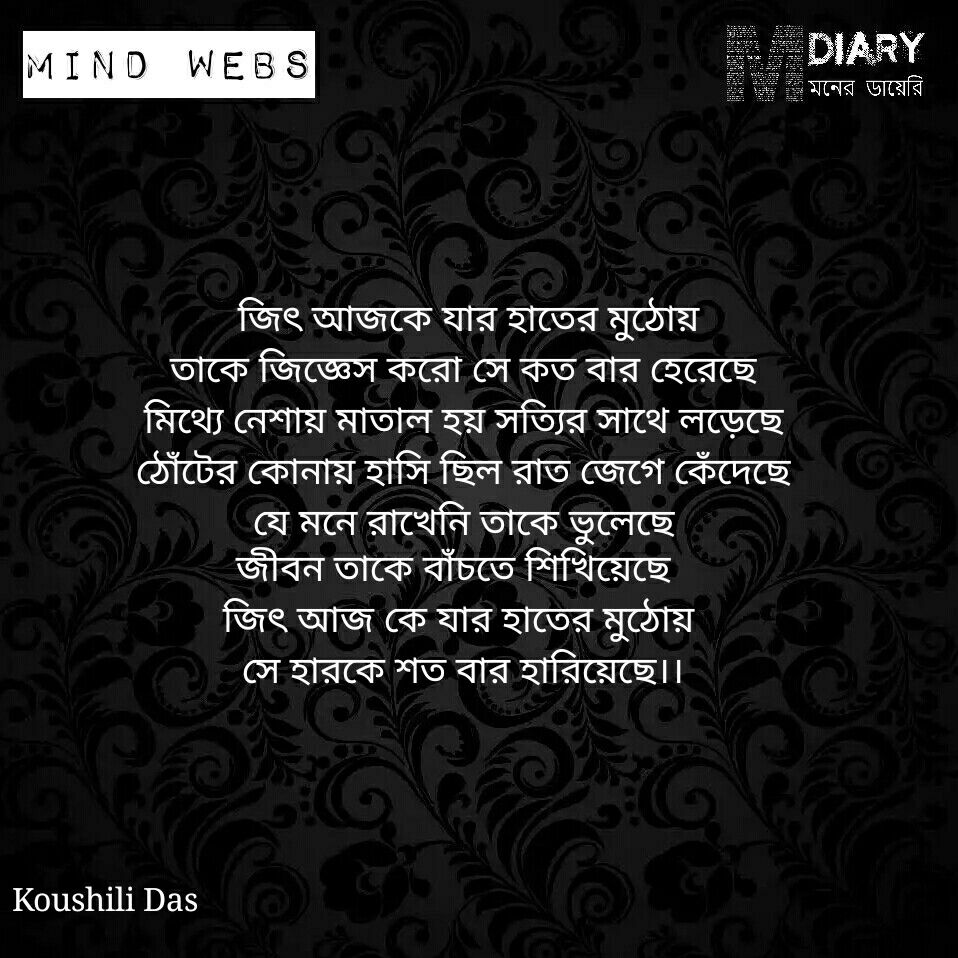 MIND WEBS
M DIARY
মনের ডায়েরি
জিৎ আজকে যার হাতের মুঠোয়
তাকে জিজ্ঞেস করো সে কত বার হেরেছে
মিথ্যে নেশায় মাতাল হয় সত্যির সাথে লড়েছে
ঠোঁটের কোনায় হাসি ছিল রাত জেগে কেঁদেছে
যে মনে রাখেনি তাকে ভুলেছে
জীবন তাকে বাঁচতে শিখিয়েছে
জিৎ আজ কে যার হাতের মুঠোয়
সে হারকে শত বার হারিয়েছে।।
Koushili Das